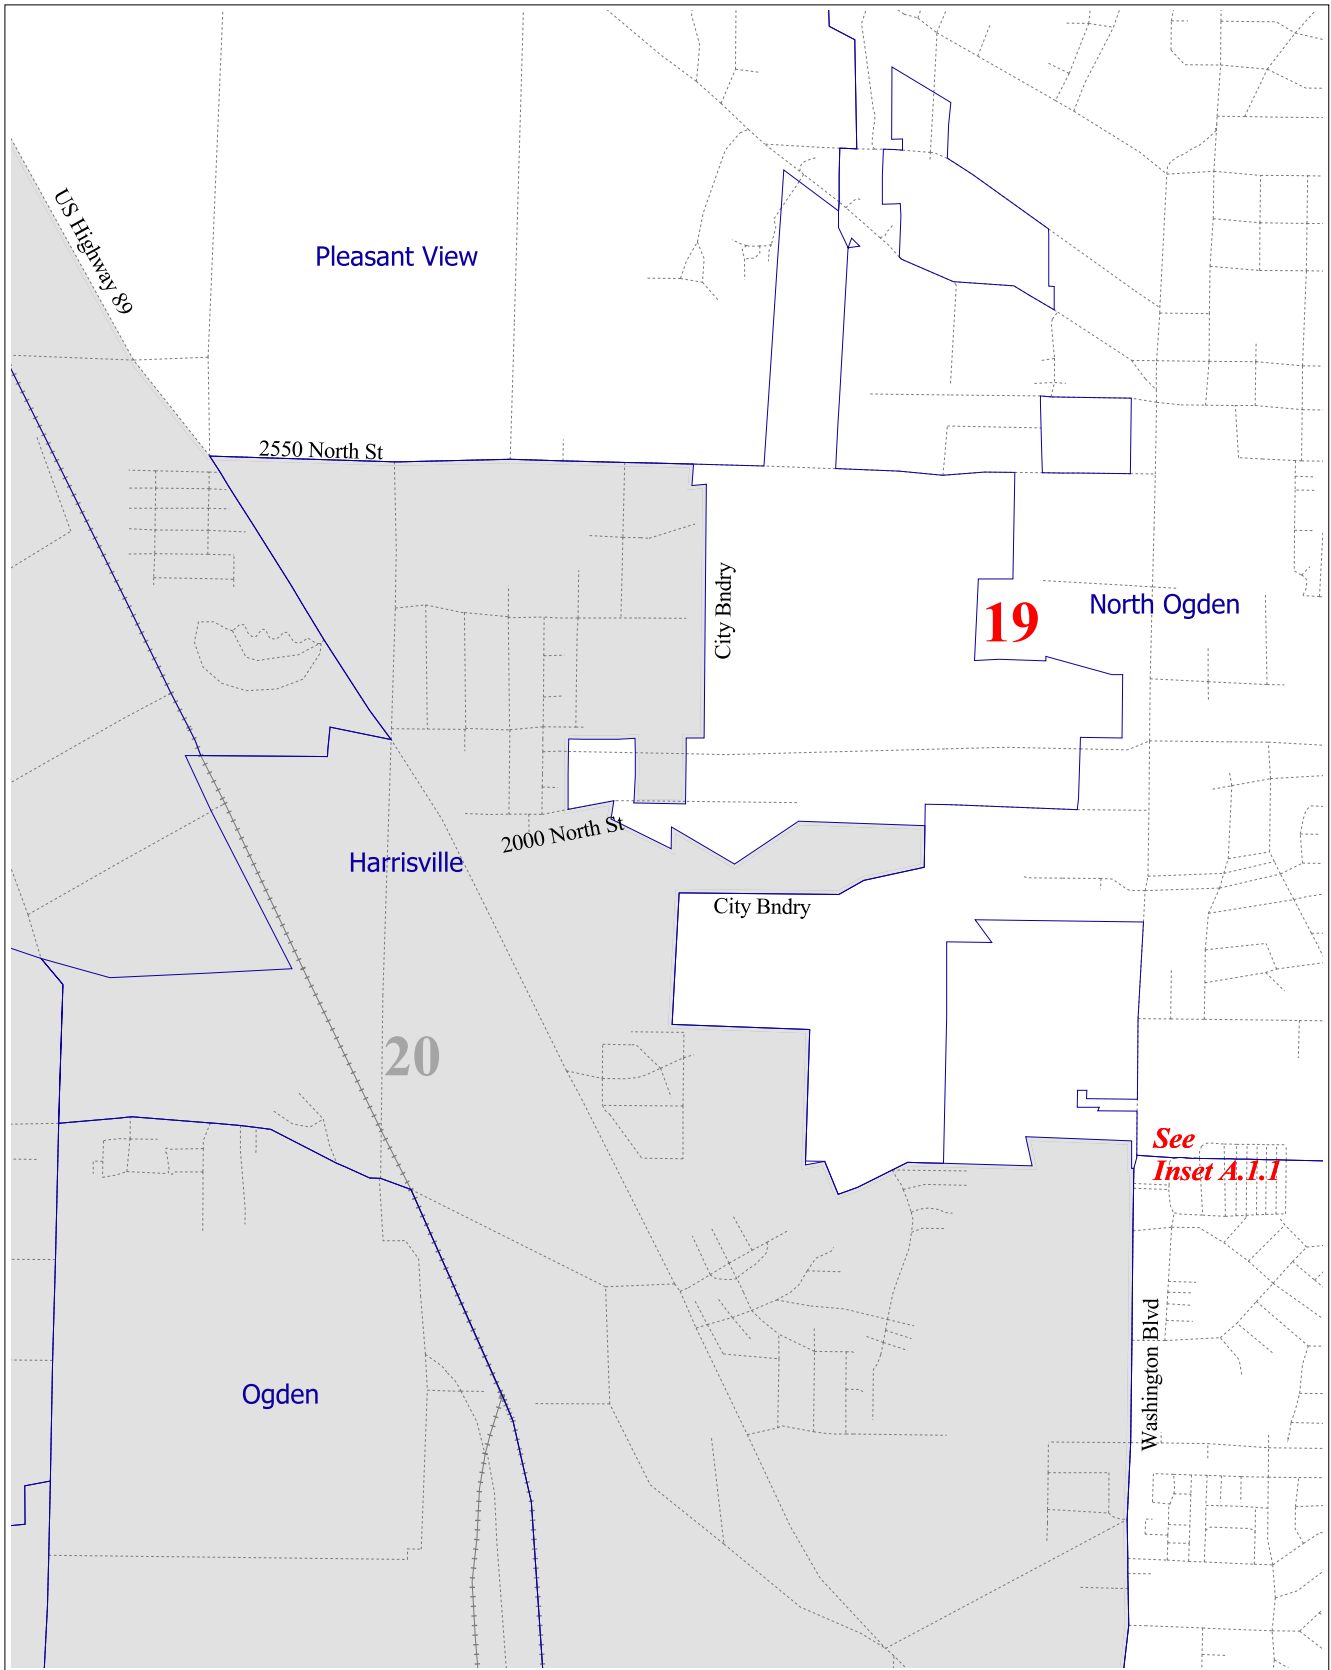 US Highway 89
Pleasant View
2550 North St
City Bndry
19
North Ogden
2000 North St
Harrisville
City Bndry
20
See
Inset A.1.1
Washington Blvd
Ogden